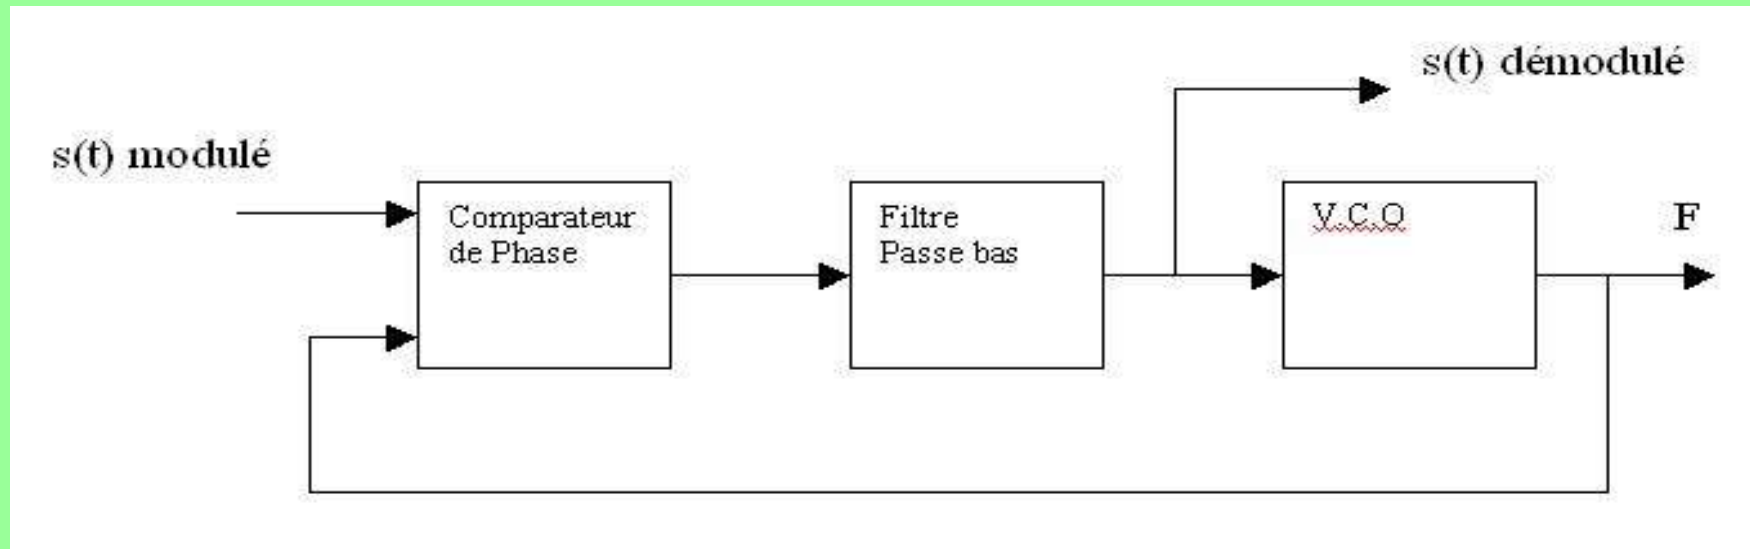 s(t) démodulé
s(t) modulé
Comparateur
de Phase
Filtre
Passe bas
V.C.O
F